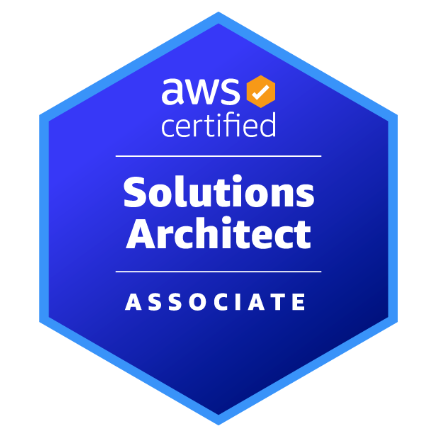 aws
certified
Solutions
Architect
ASSOCIATE